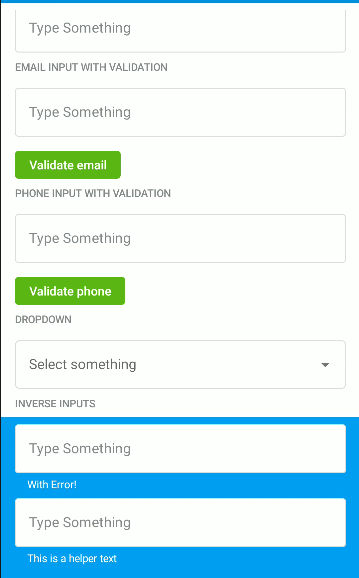 Type Something
EMAIL INPUT WITH VALIDATION
Type Something
Validate email
PHONE INPUT WITH VALIDATION
Type Something
Validate phone
DROPDOWN
Select something
INVERSE INPUTS
Type Something
With Error!
Type Something
This is a helper text